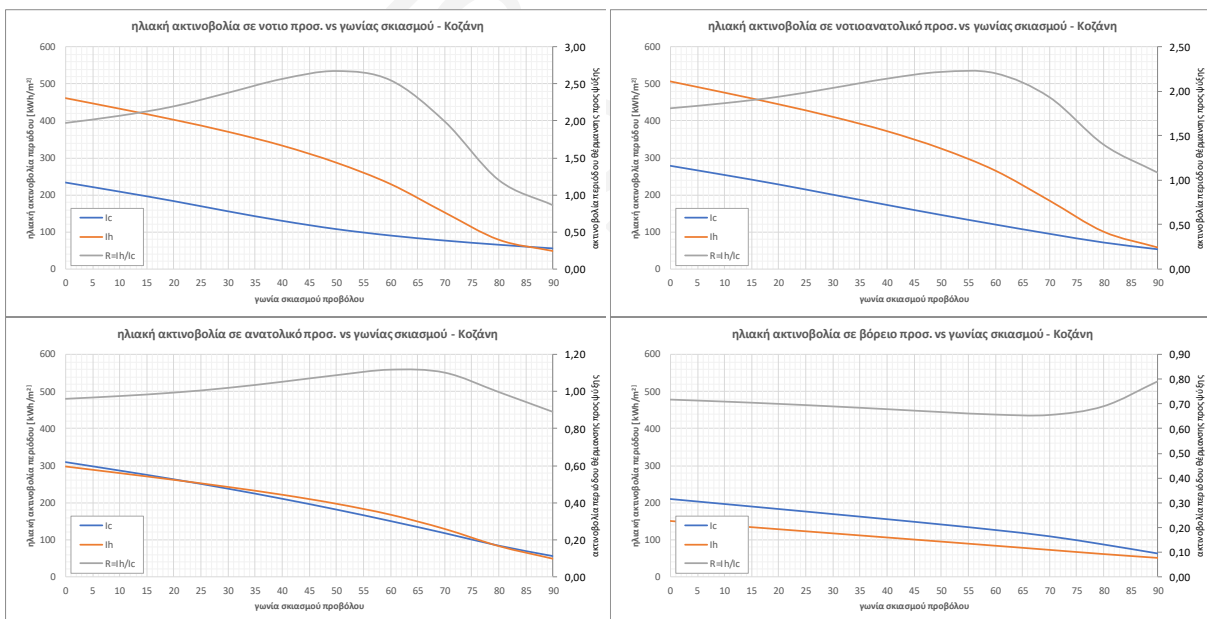 ηλιακή ακτινοβολία σε νοτιο προσ. vs γωνίας σκιασμού - Κοζάνη
ηλιακή ακτινοβολία περιόδου [kWh/m²]
600
500
400
300
200
100
0
3,00
2,50
2,00
1,50
1,00
0,50
0,00
ακτινοβολία περιόδου θέρμανσης προς ψύξης
Ic
Ih
R=Ih/Ic
0 5 10 15 20 25 30 35 40 45 50 55 60 65 70 75 80 85 90
γωνία σκιασμού προβόλου
ηλιακή ακτινοβολία σε νοτιοανατολικό προσ. vs γωνίας σκιασμού - Κοζάνη
ηλιακή ακτινοβολία περιόδου [kWh/m²]
600
500
400
300
200
100
0
2,50
2,00
1,50
1,00
0,50
0,00
ακτινοβολία περιόδου θέρμανσης προς ψύξης
Ic
Ih
R=Ih/Ic
0 5 10 15 20 25 30 35 40 45 50 55 60 65 70 75 80 85 90
γωνία σκιασμού προβόλου
ηλιακή ακτινοβολία σε ανατολικό προσ. vs γωνίας σκιασμού - Κοζάνη
ηλιακή ακτινοβολία περιόδου [kWh/m²]
600
500
400
300
200
100
0
1,20
1,00
0,80
0,60
0,40
0,20
0,00
ακτινοβολία περιόδου θέρμανσης προς ψύξης
Ic
Ih
R=Ih/Ic
0 5 10 15 20 25 30 35 40 45 50 55 60 65 70 75 80 85 90
γωνία σκιασμού προβόλου
ηλιακή ακτινοβολία σε βόρειο προσ. vs γωνίας σκιασμού - Κοζάνη
ηλιακή ακτινοβολία περιόδου [kWh/m²]
600
500
400
300
200
100
0
0,90
0,80
0,70
0,60
0,50
0,40
0,30
0,20
0,10
0,00
ακτινοβολία περιόδου θέρμανσης προς ψύξης
Ic
Ih
R=Ih/Ic
0 5 10 15 20 25 30 35 40 45 50 55 60 65 70 75 80 85 90
γωνία σκιασμού προβόλου